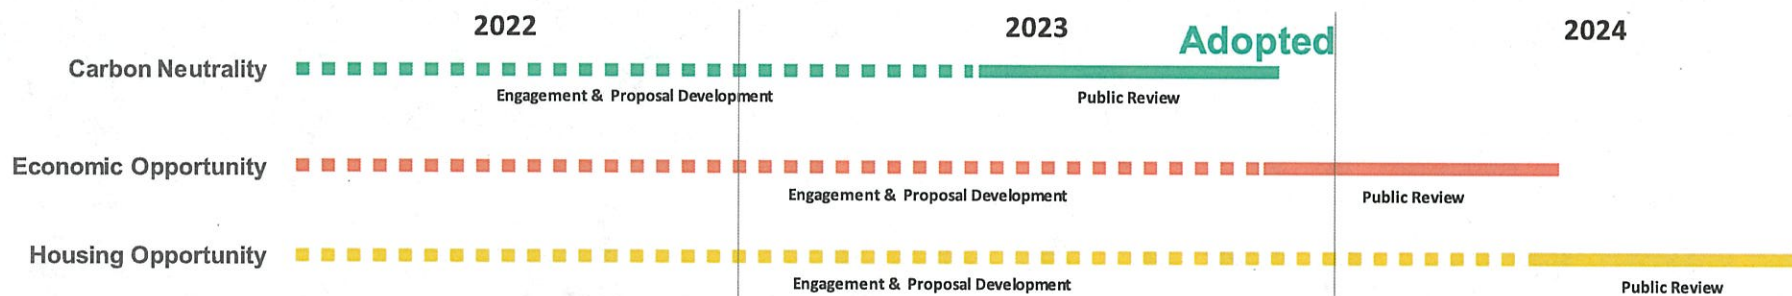 2022
2023
2024
Adopted
Carbon Neutrality
Engagement & Proposal Development
Public Review
Economic Opportunity
Engagement & Proposal Development
Public Review
Housing Opportunity
Engagement & Proposal Development
Public Review